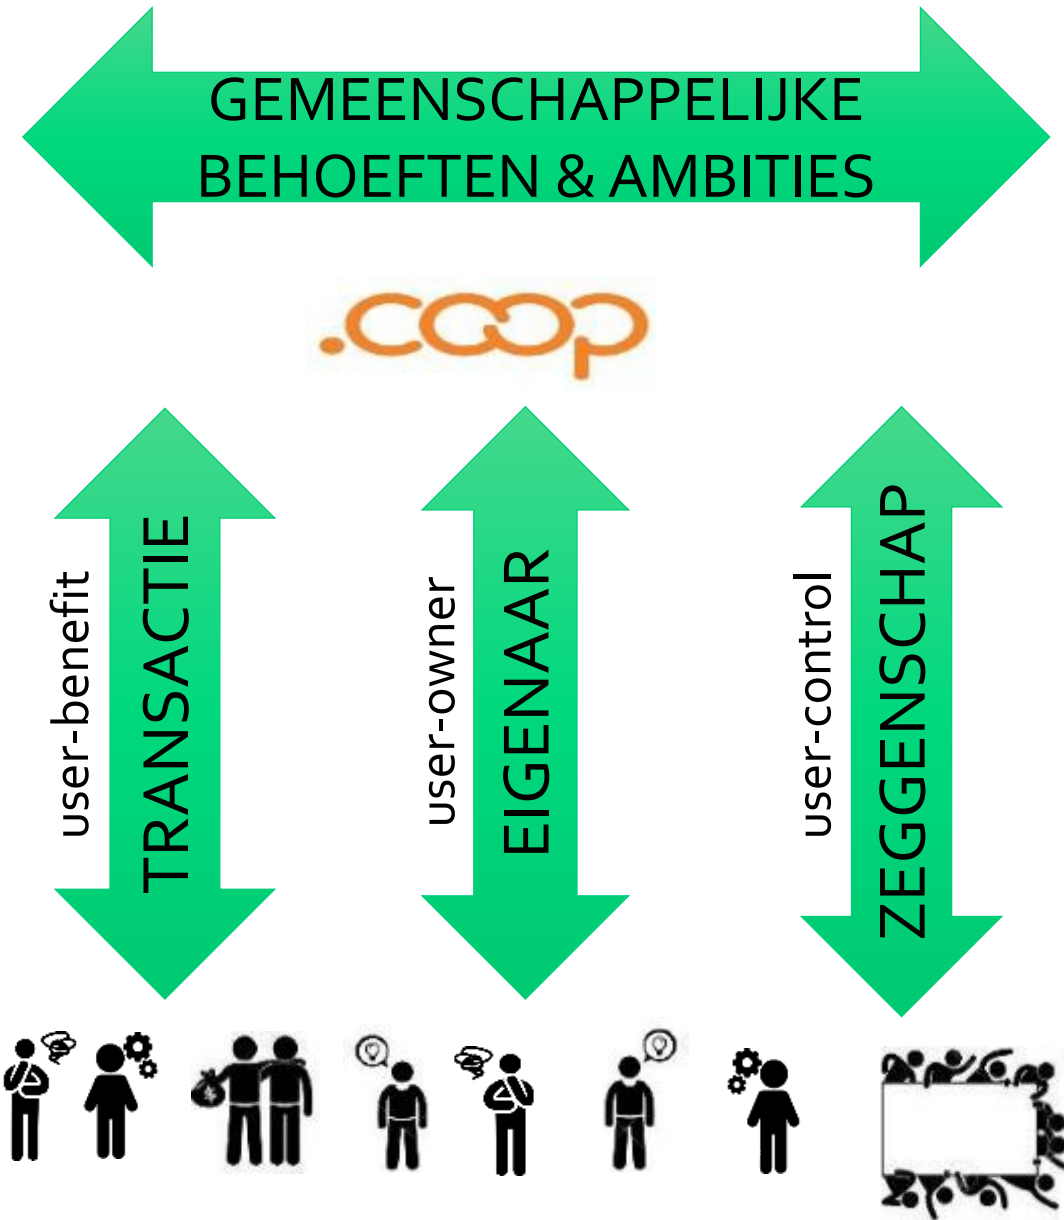 GEMEENSCHAPPELIJKE
BEHOEFTEN & AMBITIES
.coop
user-benefit
TRANSACTIE
user-owner
EIGENAAR
user-control
ZEGGENSCHAP